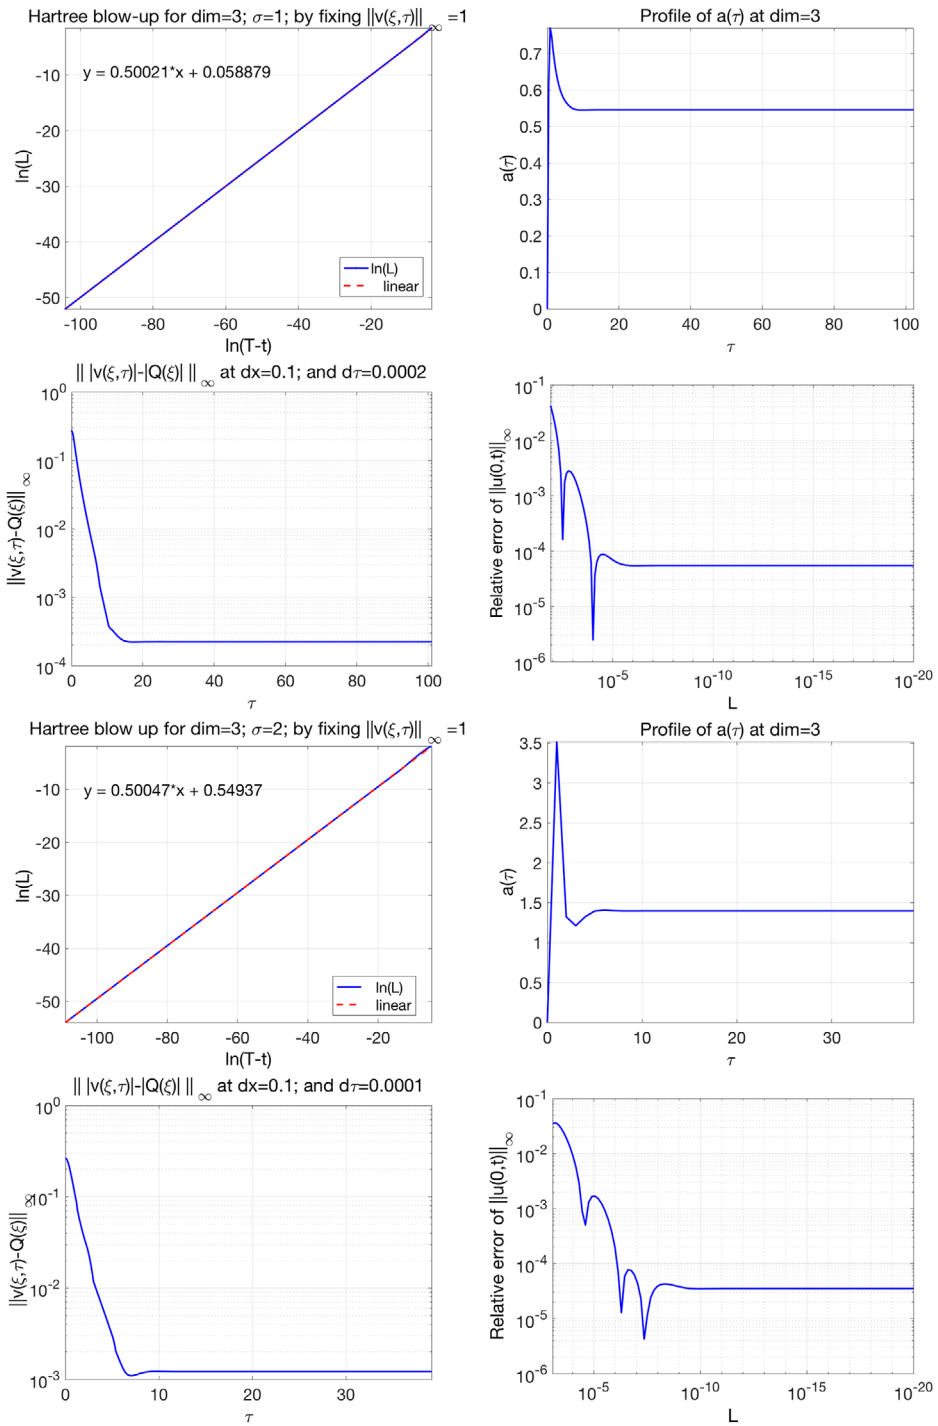 Hartree blow-up for dim=3; σ=1; by fixing ||v(ξ,τ)||∞ =1
y = 0.50021*x + 0.058879
ln(L)
-10
-20
-30
-40
-50
ln(L)
linear
-100 -80 -60 -40 -20
ln(T-t)
Profile of a(τ) at dim=3
a(τ)
0.7
0.6
0.5
0.4
0.3
0.2
0.1
0
0 20 40 60 80 100
τ
|| |v(ξ,τ)|-|Q(ξ)| ||∞ at dx=0.1; and dτ=0.0002
||v(ξ,τ)-Q(ξ)||∞
10^0
10^-1
10^-2
10^-3
10^-4
0 20 40 60 80 100
τ
Relative error of ||u(0,t)||∞
10^-1
10^-2
10^-3
10^-4
10^-5
10^-6
10^-5 10^-10 10^-15 10^-20
L
Hartree blow up for dim=3; σ=2; by fixing ||v(ξ,τ)||∞ =1
y = 0.50047*x + 0.54937
ln(L)
-10
-20
-30
-40
-50
ln(L)
linear
-100 -80 -60 -40 -20
ln(T-t)
Profile of a(τ) at dim=3
a(τ)
3.5
3
2.5
2
1.5
1
0.5
0
0 10 20 30
τ
|| |v(ξ,τ)|-|Q(ξ)| ||∞ at dx=0.1; and dτ=0.0001
||v(ξ,τ)-Q(ξ)||∞
10^0
10^-1
10^-2
10^-3
0 10 20 30
τ
Relative error of ||u(0,t)||∞
10^-1
10^-2
10^-3
10^-4
10^-5
10^-6
10^-5 10^-10 10^-15 10^-20
L